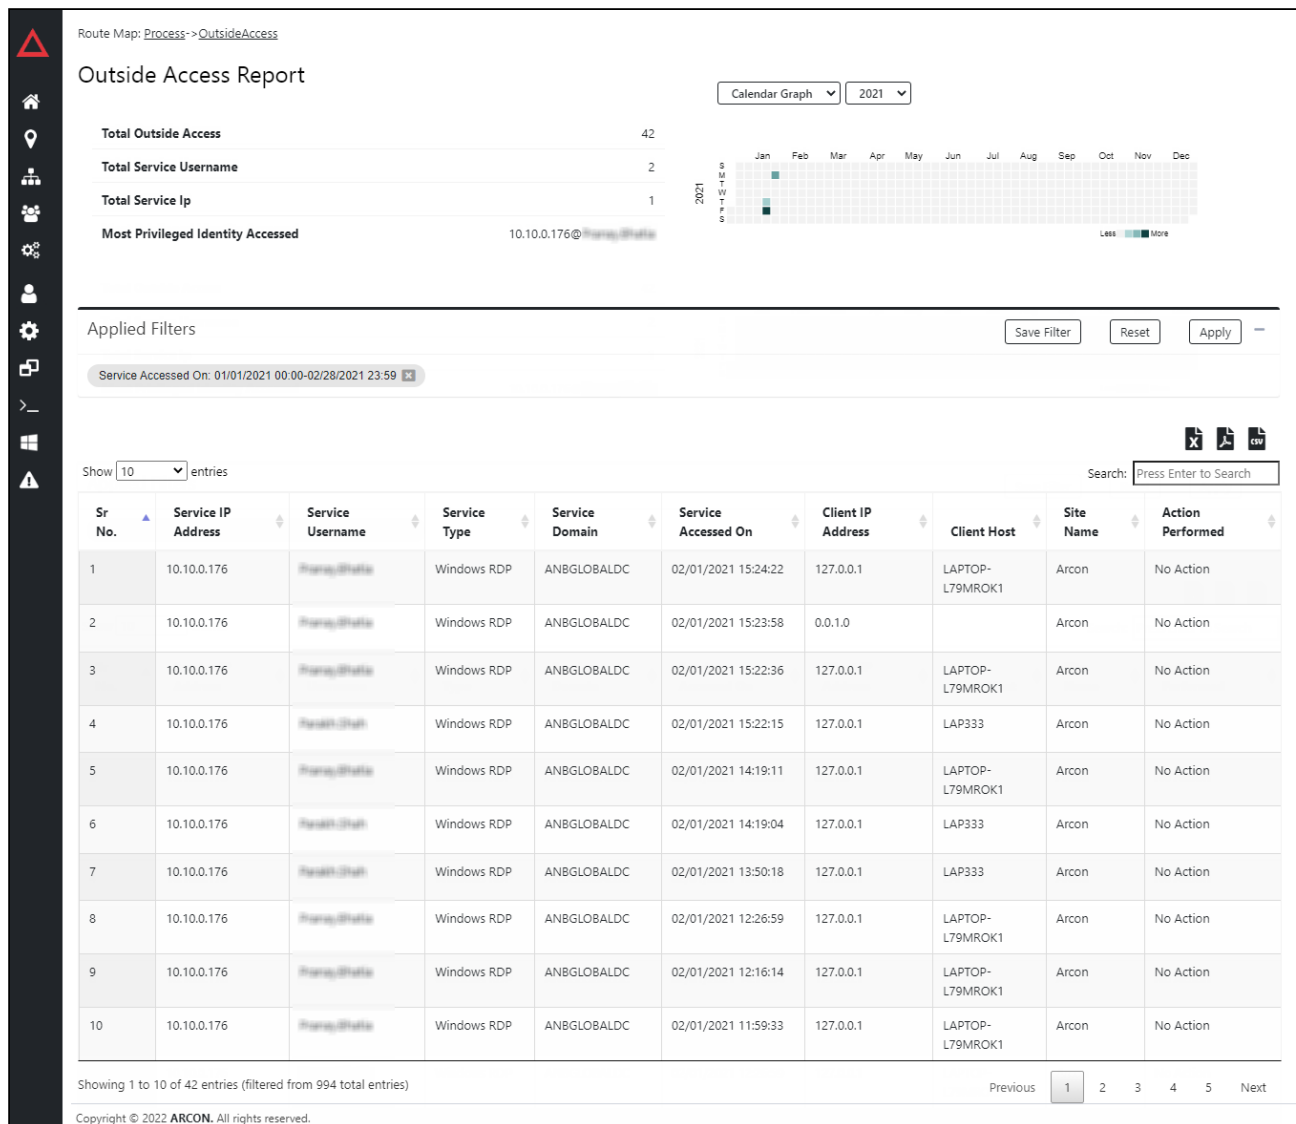 Route Map: Process->OutsideAccess
Outside Access Report
Calendar Graph 2021
Total Outside Access 42
Total Service Username 2
Total Service Ip 1
Most Privileged Identity Accessed 10.10.0.176@
Jan Feb Mar Apr May Jun Jul Aug Sep Oct Nov Dec
2021
S
M
T
W
T
F
S
Less More
Applied Filters
Save Filter Reset Apply
Service Accessed On: 01/01/2021 00:00-02/28/2021 23:59
CSV
Show 10 entries
Search: Press Enter to Search
Sr No. Service IP Address Service Username Service Type Service Domain Service Accessed On Client IP Address Client Host Site Name Action Performed
1 10.10.0.176 Windows RDP ANBGLOBALDC 02/01/2021 15:24:22 127.0.0.1 LAPTOP-L79MROK1 Arcon No Action
2 10.10.0.176 Windows RDP ANBGLOBALDC 02/01/2021 15:23:58 0.0.1.0 Arcon No Action
3 10.10.0.176 Windows RDP ANBGLOBALDC 02/01/2021 15:22:36 127.0.0.1 LAPTOP-L79MROK1 Arcon No Action
4 10.10.0.176 Windows RDP ANBGLOBALDC 02/01/2021 15:22:15 127.0.0.1 LAP333 Arcon No Action
5 10.10.0.176 Windows RDP ANBGLOBALDC 02/01/2021 14:19:11 127.0.0.1 LAPTOP-L79MROK1 Arcon No Action
6 10.10.0.176 Windows RDP ANBGLOBALDC 02/01/2021 14:19:04 127.0.0.1 LAP333 Arcon No Action
7 10.10.0.176 Windows RDP ANBGLOBALDC 02/01/2021 13:50:18 127.0.0.1 LAP333 Arcon No Action
8 10.10.0.176 Windows RDP ANBGLOBALDC 02/01/2021 12:26:59 127.0.0.1 LAPTOP-L79MROK1 Arcon No Action
9 10.10.0.176 Windows RDP ANBGLOBALDC 02/01/2021 12:16:14 127.0.0.1 LAPTOP-L79MROK1 Arcon No Action
10 10.10.0.176 Windows RDP ANBGLOBALDC 02/01/2021 11:59:33 127.0.0.1 LAPTOP-L79MROK1 Arcon No Action
Showing 1 to 10 of 42 entries (filtered from 994 total entries)
Previous 1 2 3 4 5 Next
Copyright © 2022 ARCON. All rights reserved.